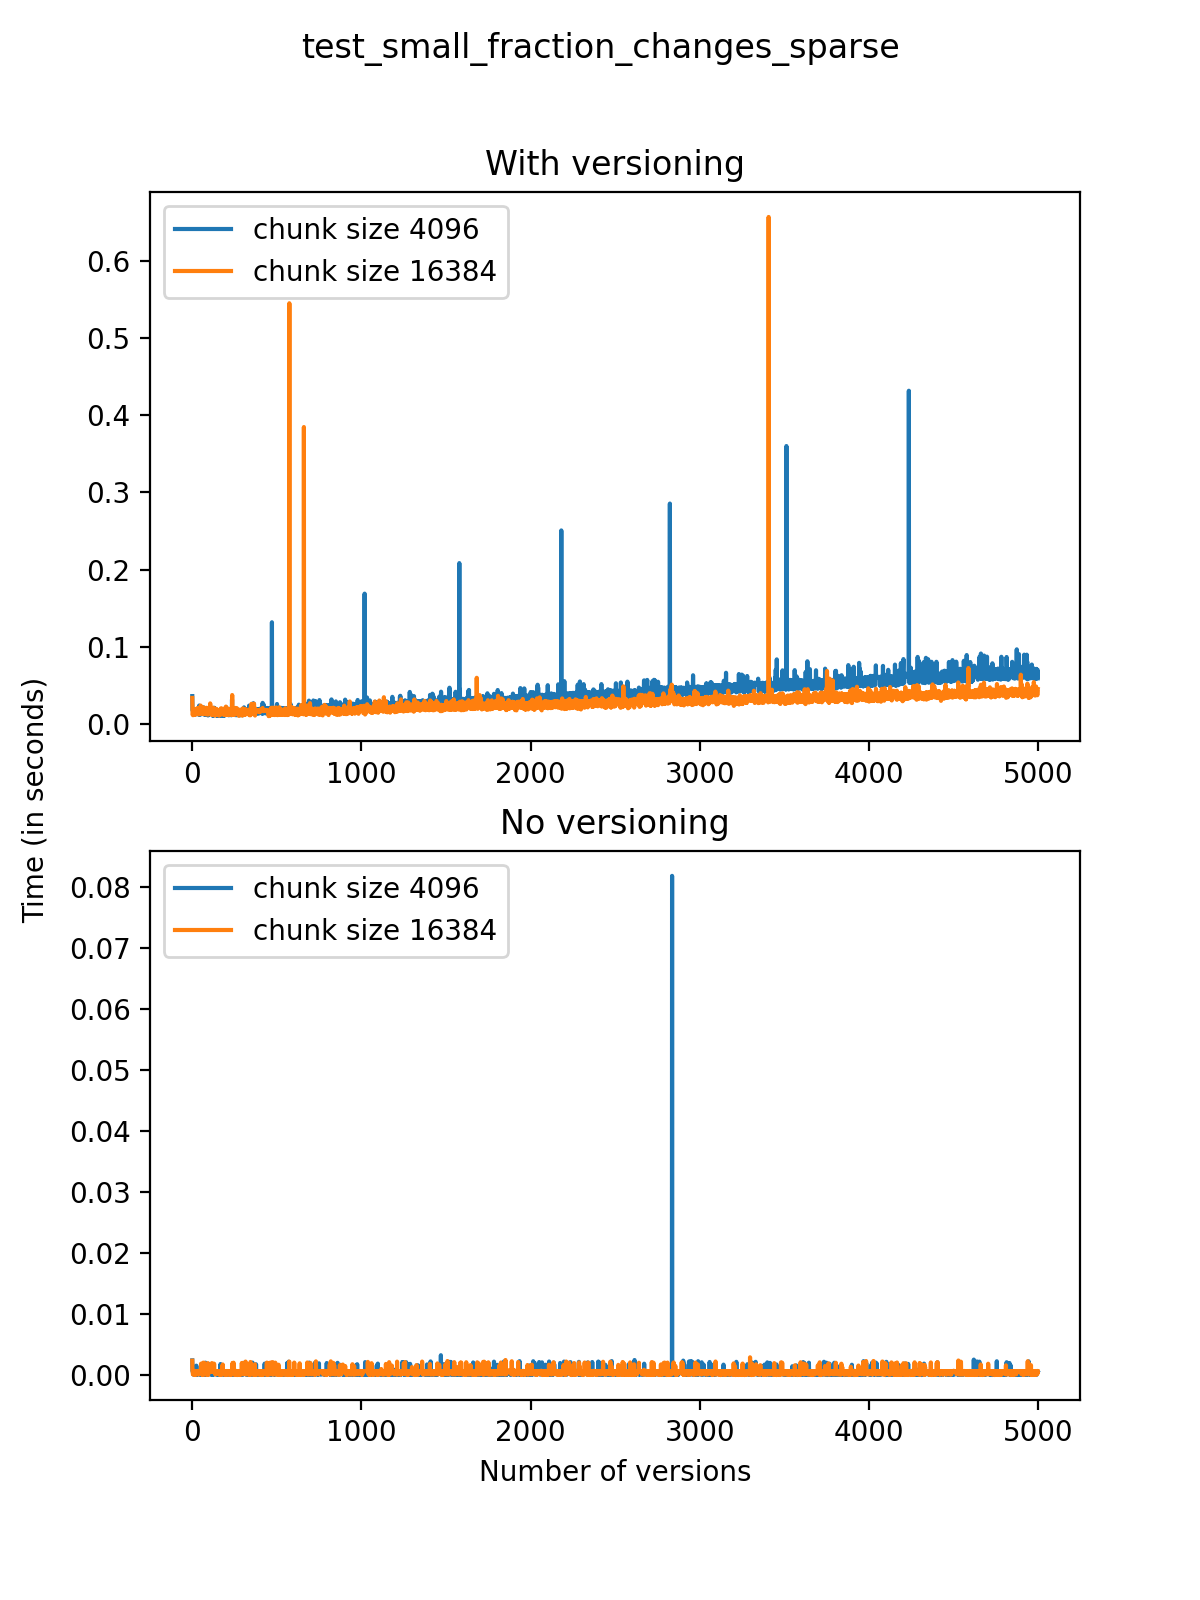 test_small_fraction_changes_sparse
With versioning
chunk size 4096
chunk size 16384
0.6
0.5
0.4
0.3
0.2
0.1
0.0
0 1000 2000 3000 4000 5000
Time (in seconds)
No versioning
chunk size 4096
chunk size 16384
0.08
0.07
0.06
0.05
0.04
0.03
0.02
0.01
0.00
0 1000 2000 3000 4000 5000
Number of versions